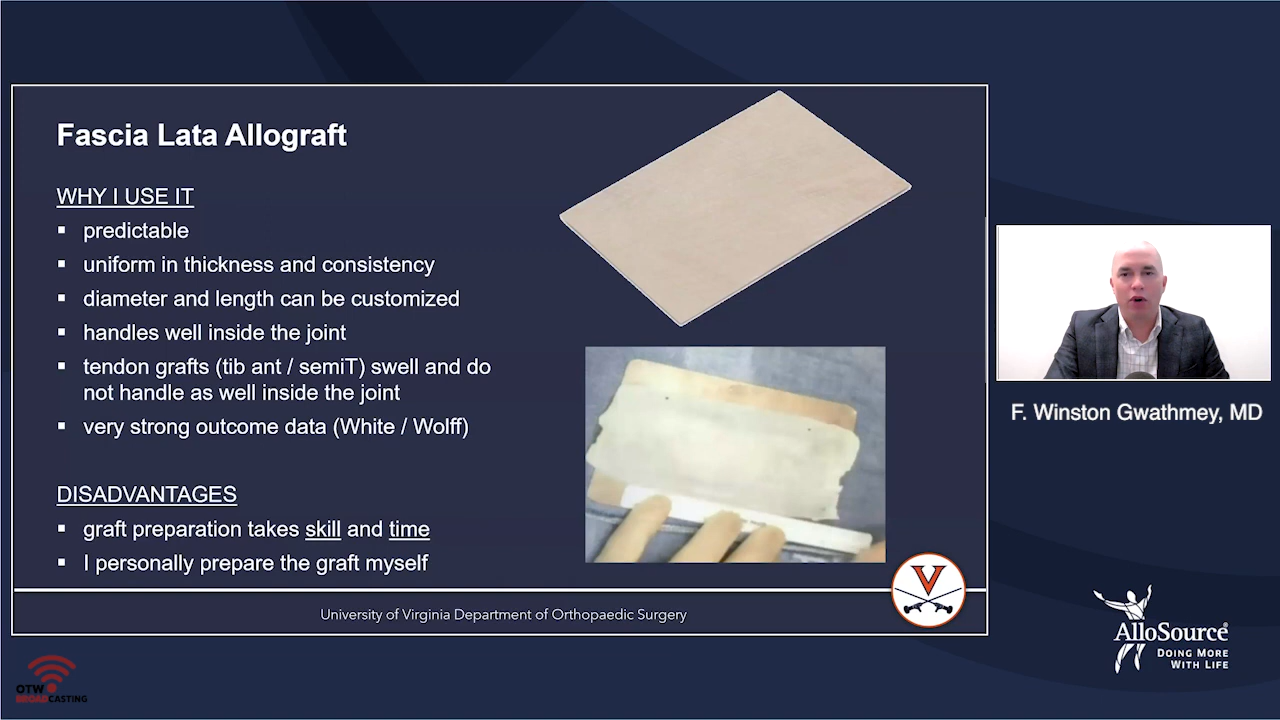 Fascia Lata Allograft
WHY I USE IT
▪ predictable
▪ uniform in thickness and consistency
▪ diameter and length can be customized
▪ handles well inside the joint
▪ tendon grafts (tib ant / semiT) swell and do
not handle as well inside the joint
▪ very strong outcome data (White / Wolff)
DISADVANTAGES
▪ graft preparation takes skill and time
▪ I personally prepare the graft myself
University of Virginia Department of Orthopaedic Surgery
V
F. Winston Gwathmey, MD
AlloSource®
DOING MORE
WITH LIFE
OTW
BROADCASTING